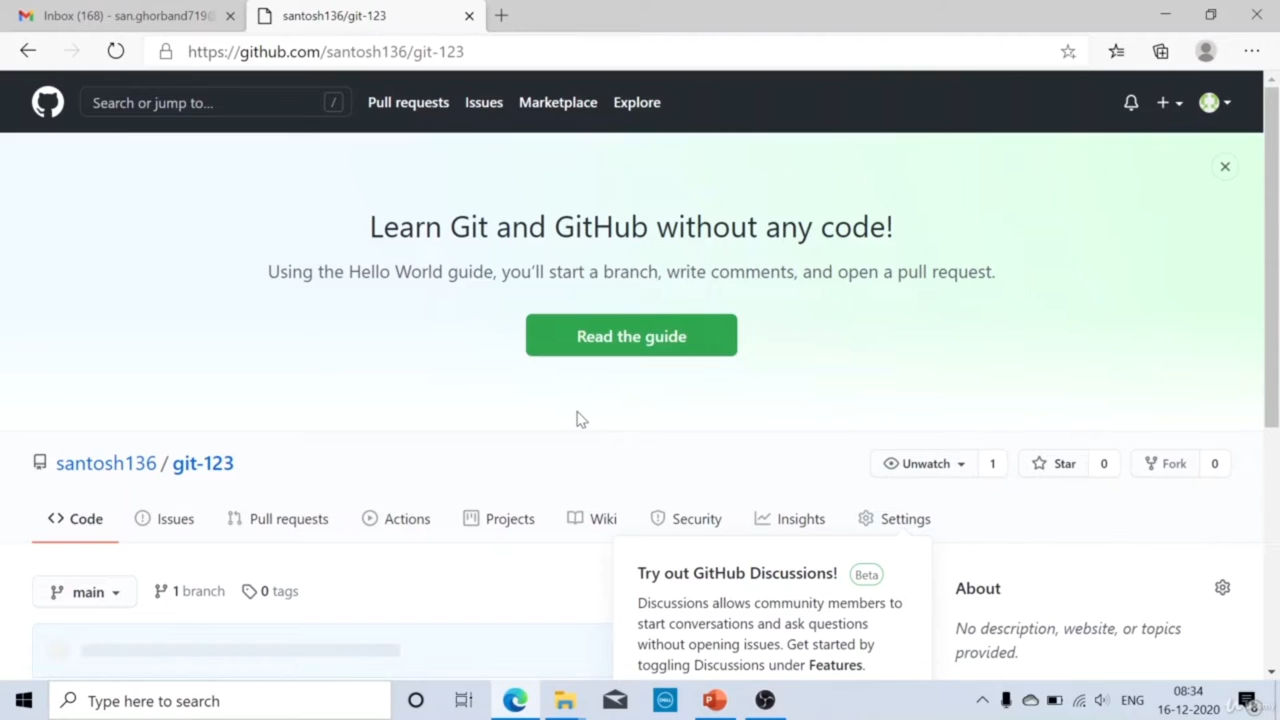 Inbox (168) - san.ghorband719@
santosh136/git-123
https://github.com/santosh136/git-123
Search or jump to...
/
Pull requests
Issues
Marketplace
Explore
Learn Git and GitHub without any code!
Using the Hello World guide, you'll start a branch, write comments, and open a pull request.
Read the guide
santosh136 / git-123
Unwatch
1
Star
0
Fork
0
Code
Issues
Pull requests
Actions
Projects
Wiki
Security
Insights
Settings
main
1 branch
0 tags
Try out GitHub Discussions!
Beta
Discussions allows community members to
start conversations and ask questions
without opening issues. Get started by
toggling Discussions under Features.
About
No description, website, or topics
provided.
Type here to search
DELL
P
ENG
08:34
16-12-2020
8